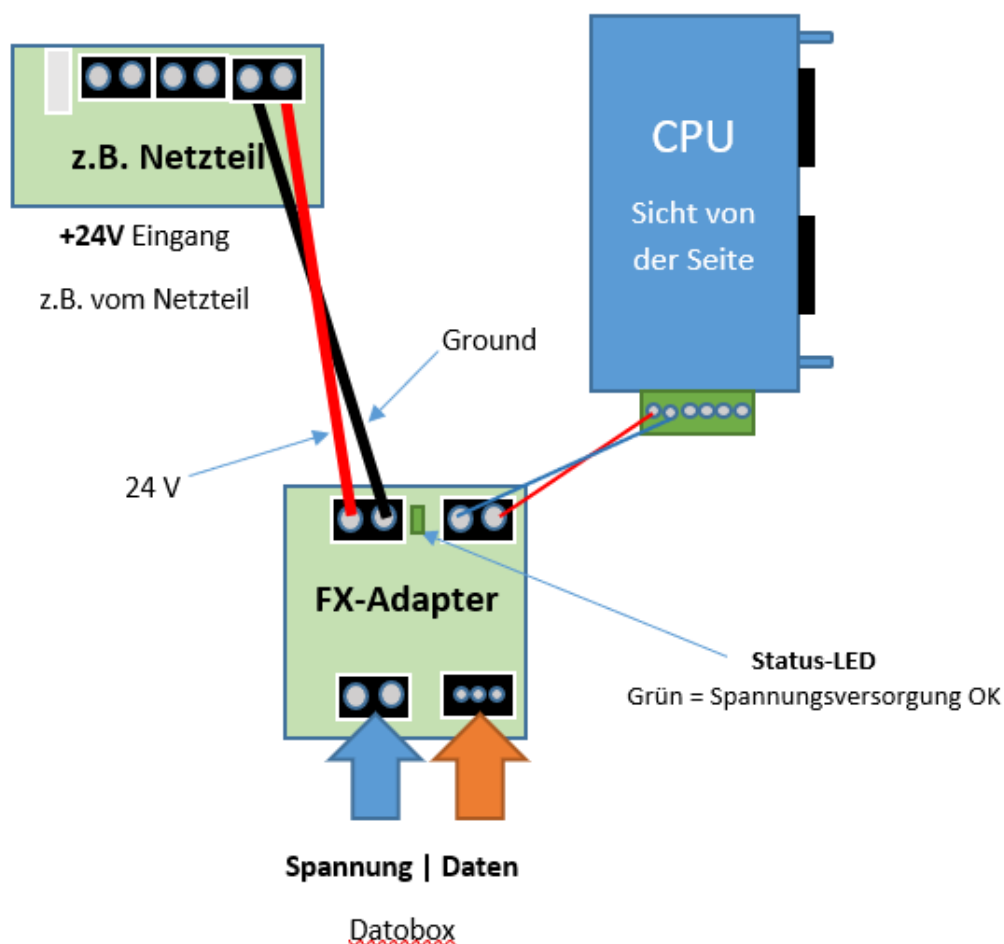 z.B. Netzteil
+24V Eingang
z.B. vom Netzteil
CPU
Sicht von
der Seite
Ground
24 V
FX-Adapter
Status-LED
Grün = Spannungsversorgung OK
Spannung | Daten
Datobox